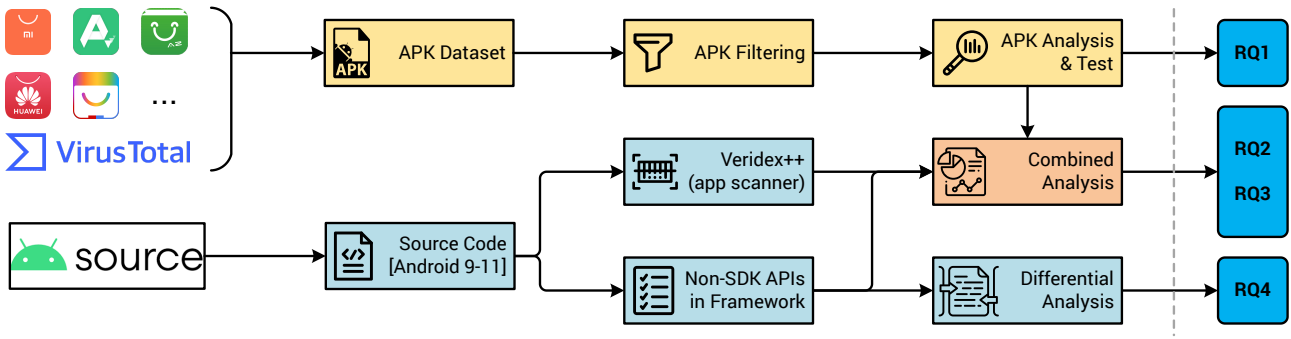 MI
A
AZ
HUAWEI
...
VirusTotal
APK
APK Dataset
APK Filtering
APK Analysis
& Test
RQ1
Veridex++
(app scanner)
Combined
Analysis
RQ2
RQ3
source
</>
Source Code
[Android 9-11]
Non-SDK APIs
in Framework
Differential
Analysis
RQ4